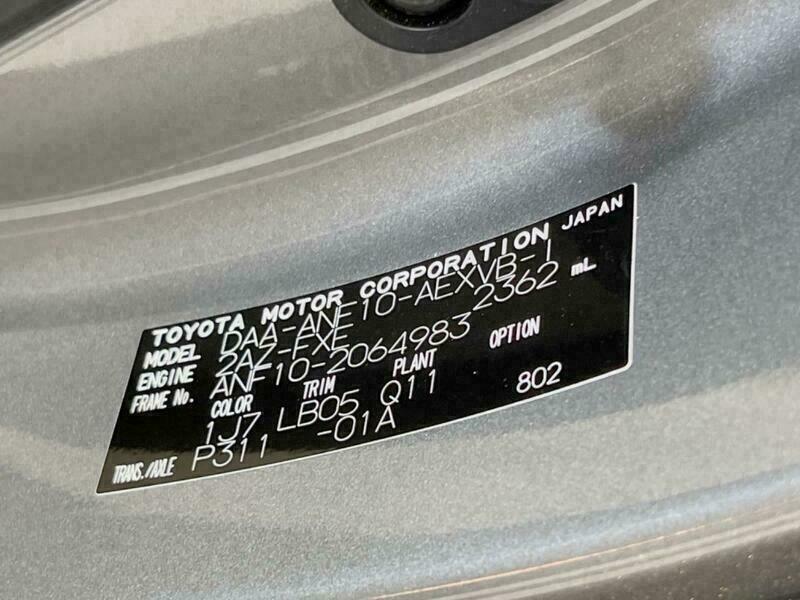 TOYOTA MOTOR CORPORATION JAPAN
MODEL DAA-ANF10-AEXVB-1
ENGINE 2AZ-FXE 2362 mL
FRAME No. ANF10-2064983
COLOR TRIM PLANT OPTION
1J7 LB05 Q11 802
TRANS./AXLE P311 -01A